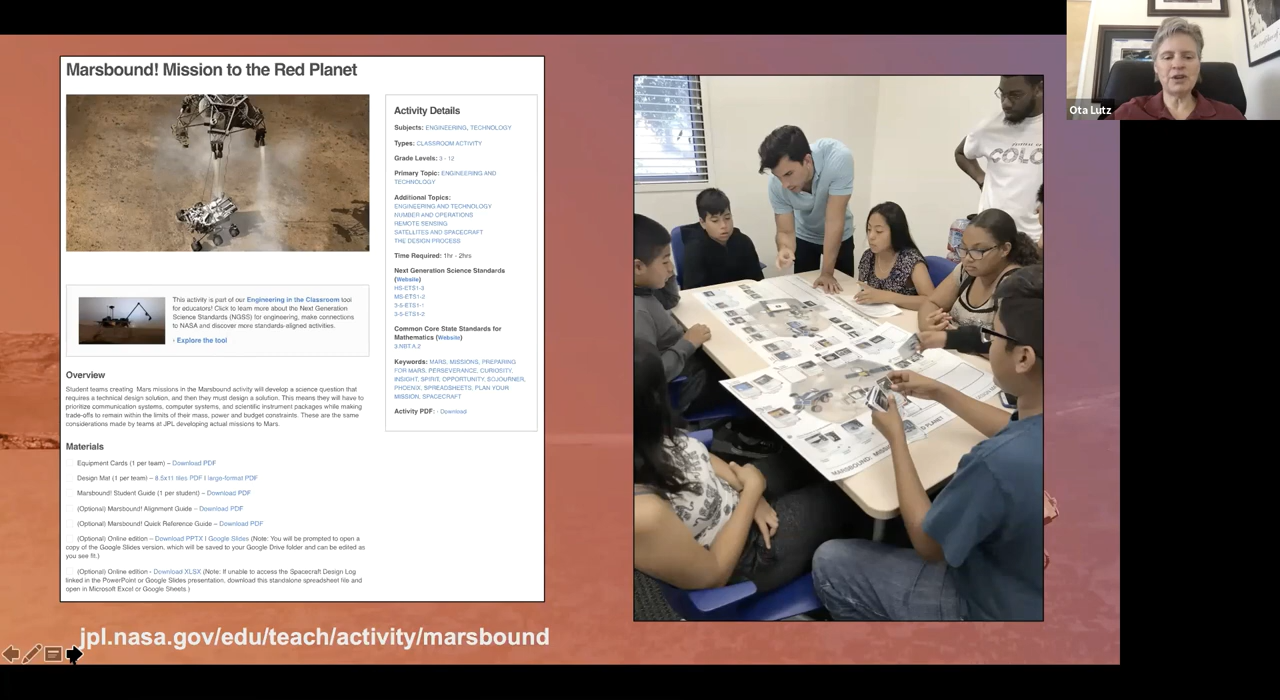 Marsbound! Mission to the Red Planet
This activity is part of our Engineering in the Classroom tool
for educators! Click to learn more about the Next Generation
Science Standards (NGSS) for engineering, make connections
to NASA and discover more standards-aligned activities.
› Explore the tool
Overview
Student teams creating Mars missions in the Marsbound activity will develop a science question that
requires a technical design solution, and then they must design a solution. This means they will have to
prioritize communication systems, computer systems, and scientific instrument packages while making
trade-offs to remain within the limits of their mass, power and budget constraints. These are the same
considerations made by teams at JPL developing actual missions to Mars.
Materials
Equipment Cards (1 per team) – Download PDF
Design Mat (1 per team) – 8.5x11 tiles PDF | large-format PDF
Marsbound! Student Guide (1 per student) – Download PDF
(Optional) Marsbound! Alignment Guide – Download PDF
(Optional) Marsbound! Quick Reference Guide – Download PDF
(Optional) Online edition – Download PPTX | Google Slides (Note: You will be prompted to open a
copy of the Google Slides version, which will be saved to your Google Drive folder and can be edited as
you see fit.)
(Optional) Online edition - Download XLSX (Note: If unable to access the Spacecraft Design Log
linked in the PowerPoint or Google Slides presentation, download this standalone spreadsheet file and
open in Microsoft Excel or Google Sheets.)
Activity Details
Subjects: ENGINEERING, TECHNOLOGY
Types: CLASSROOM ACTIVITY
Grade Levels: 3 - 12
Primary Topic: ENGINEERING AND
TECHNOLOGY
Additional Topics:
ENGINEERING AND TECHNOLOGY
NUMBER AND OPERATIONS
REMOTE SENSING
SATELLITES AND SPACECRAFT
THE DESIGN PROCESS
Time Required: 1hr - 2hrs
Next Generation Science Standards
(Website)
HS-ETS1-3
MS-ETS1-2
3-5-ETS1-1
3-5-ETS1-2
Common Core State Standards for
Mathematics (Website)
3.NBT.A.2
Keywords: MARS, MISSIONS, PREPARING
FOR MARS, PERSEVERANCE, CURIOSITY,
INSIGHT, SPIRIT, OPPORTUNITY, SOJOURNER,
PHOENIX, SPREADSHEETS, PLAN YOUR
MISSION, SPACECRAFT
Activity PDF: - Download
COLO
MARSBOUND! MISSION
PLANET
jpl.nasa.gov/edu/teach/activity/marsbound
Ota Lutz